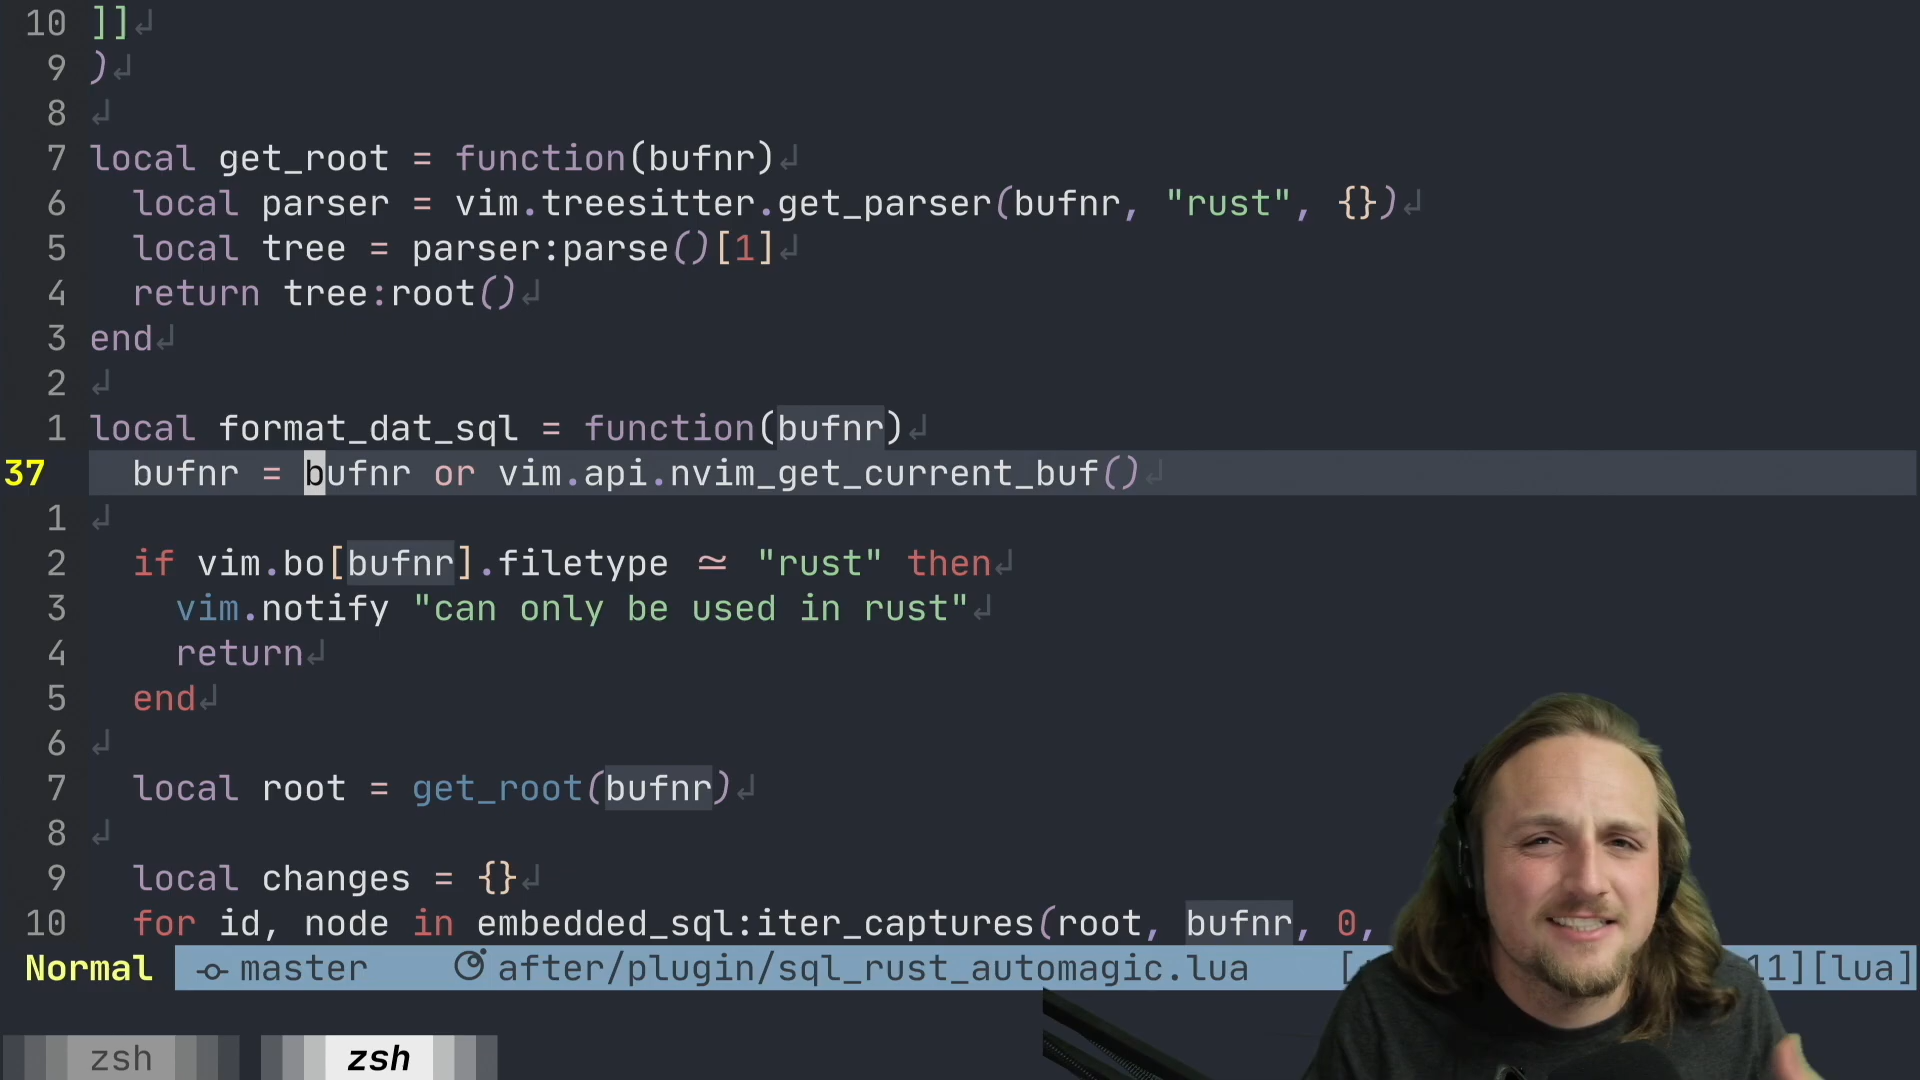 10 ]]↲
9 )↲
8 ↲
7 local get_root = function(bufnr)↲
6   local parser = vim.treesitter.get_parser(bufnr, "rust", {})↲
5   local tree = parser:parse()[1]↲
4   return tree:root()↲
3 end↲
2 ↲
1 local format_dat_sql = function(bufnr)↲
37   bufnr = bufnr or vim.api.nvim_get_current_buf()↲
1 ↲
2   if vim.bo[bufnr].filetype ≃ "rust" then↲
3     vim.notify "can only be used in rust"↲
4     return↲
5   end↲
6 ↲
7   local root = get_root(bufnr)↲
8 ↲
9   local changes = {}↲
10   for id, node in embedded_sql:iter_captures(root, bufnr, 0,
Normal master after/plugin/sql_rust_automagic.lua [ 11][lua]
zsh zsh